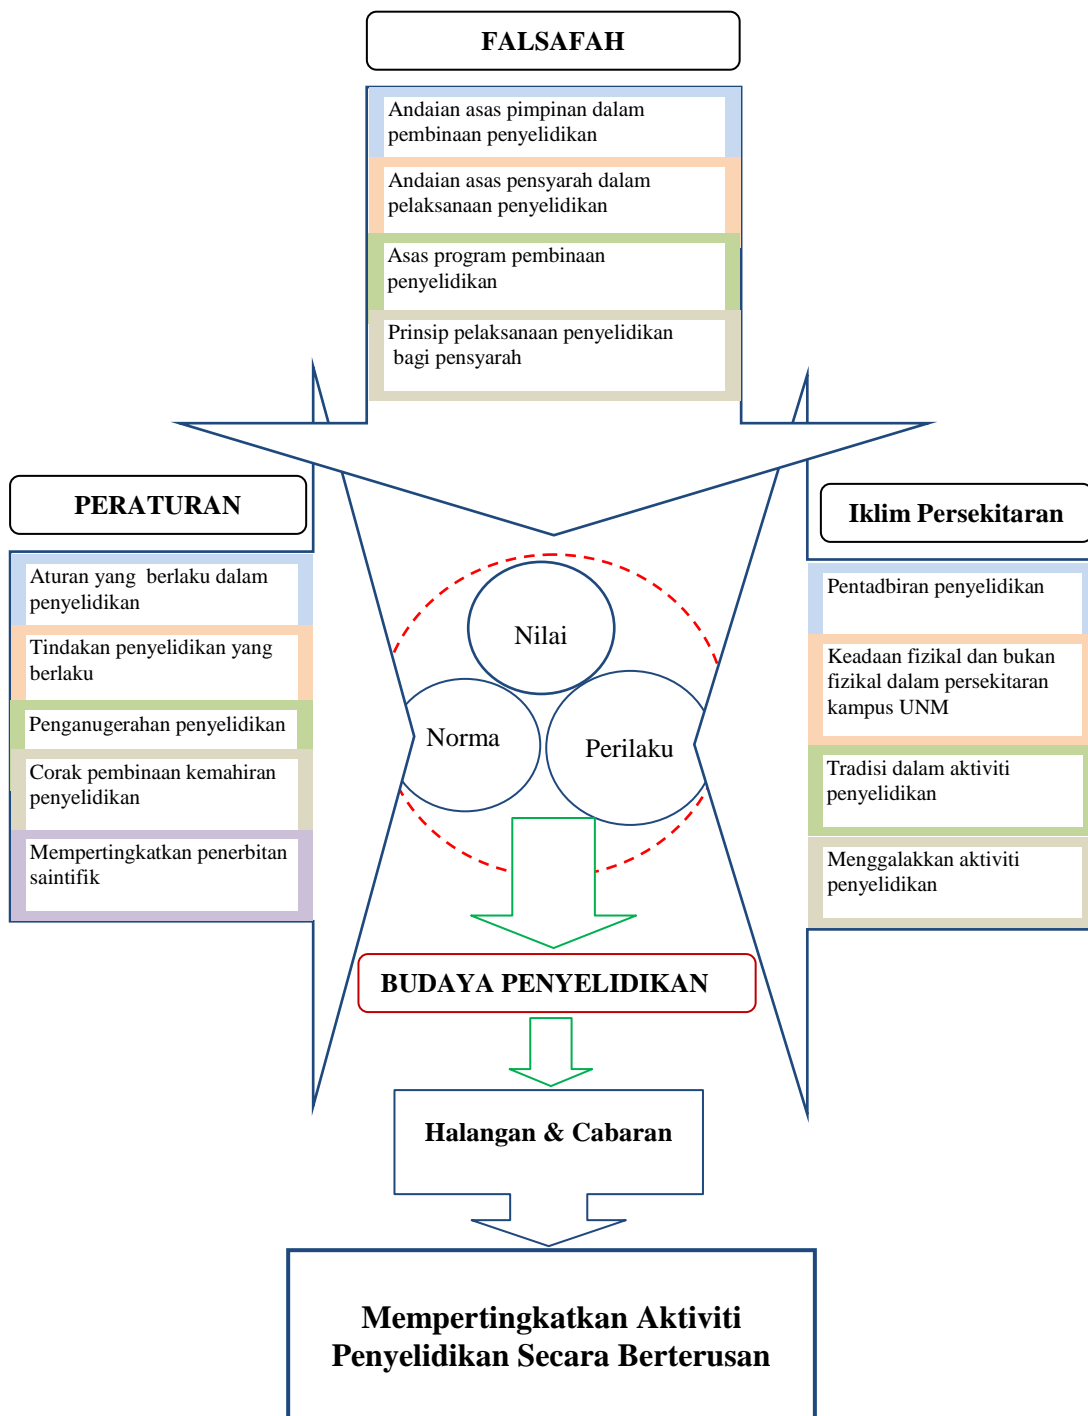 FALSAFAH
Andaian asas pimpinan dalam
pembinaan penyelidikan
Andaian asas pensyarah dalam
pelaksanaan penyelidikan
Asas program pembinaan
penyelidikan
Prinsip pelaksanaan penyelidikan
bagi pensyarah
PERATURAN
Aturan yang berlaku dalam
penyelidikan
Tindakan penyelidikan yang
berlaku
Penganugerahan penyelidikan
Corak pembinaan kemahiran
penyelidikan
Mempertingkatkan penerbitan
saintifik
Iklim Persekitaran
Pentadbiran penyelidikan
Keadaan fizikal dan bukan
fizikal dalam persekitaran
kampus UNM
Tradisi dalam aktiviti
penyelidikan
Menggalakkan aktiviti
penyelidikan
Nilai
Norma
Perilaku
BUDAYA PENYELIDIKAN
Halangan & Cabaran
Mempertingkatkan Aktiviti
Penyelidikan Secara Berterusan